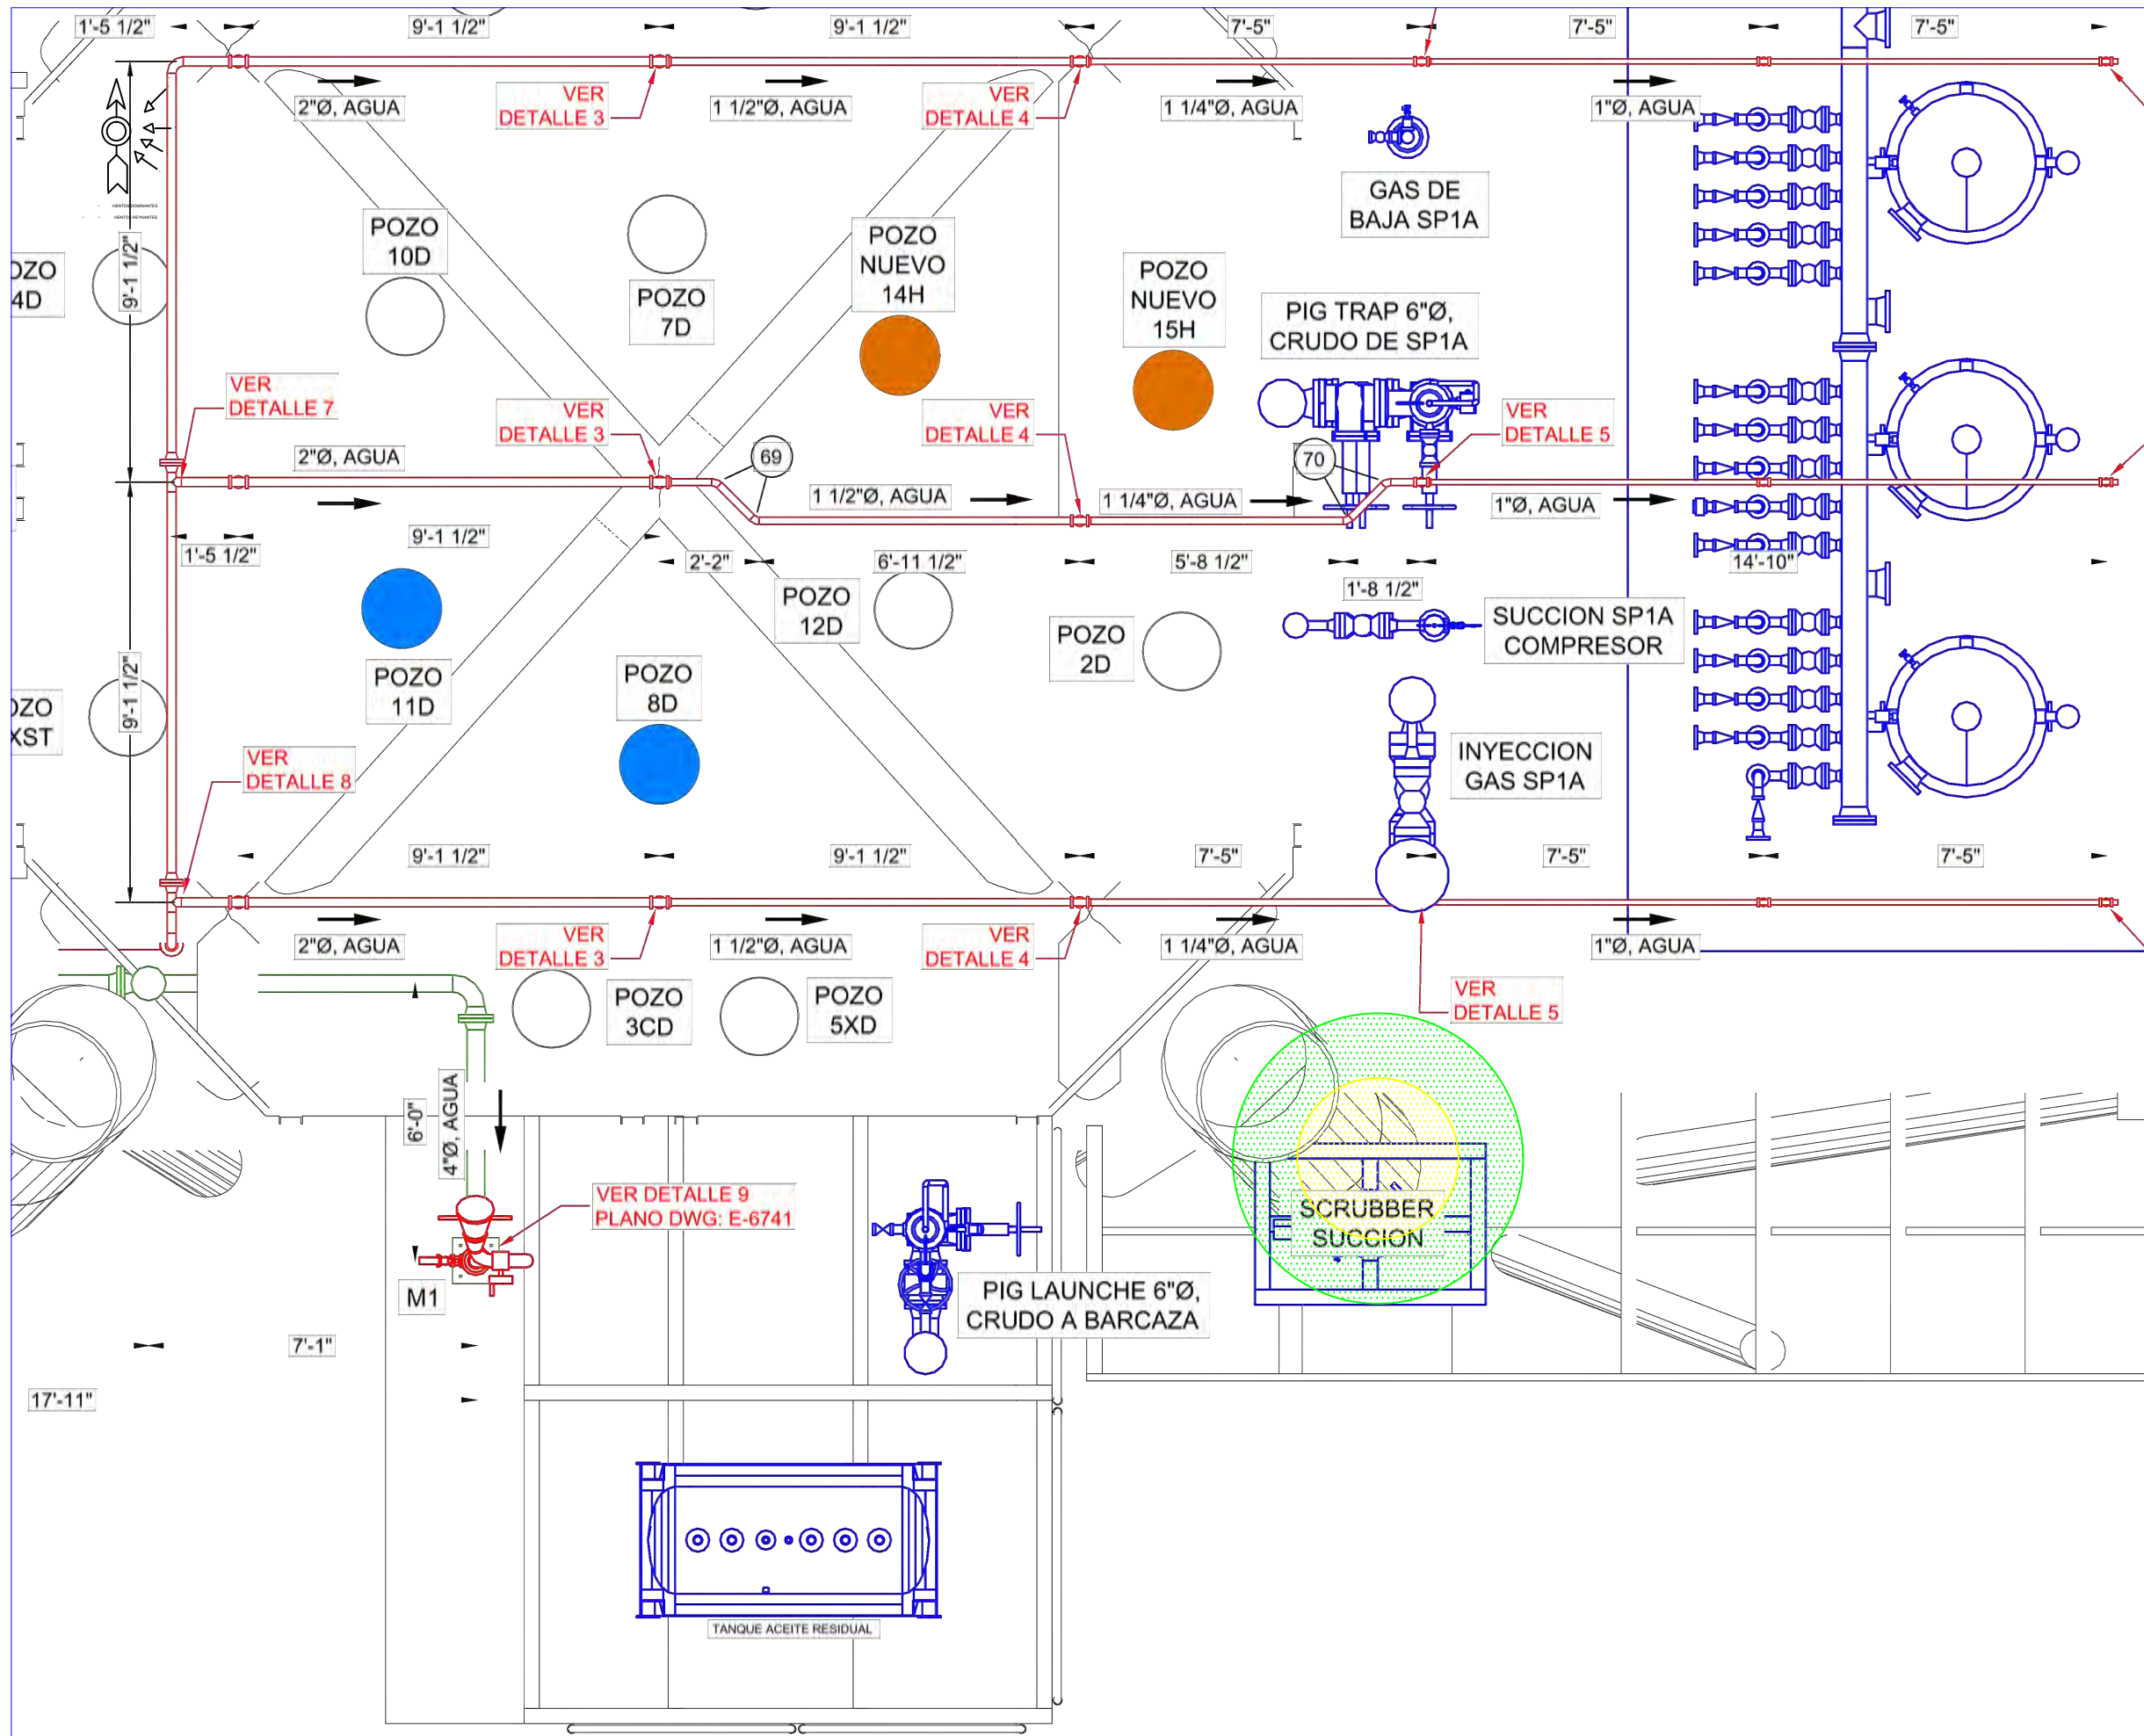 1'-5 1/2"
9'-1 1/2"
9'-1 1/2"
7'-5"
7'-5"
7'-5"
2"Ø, AGUA
VER
DETALLE 3
1 1/2"Ø, AGUA
VER
DETALLE 4
1 1/4"Ø, AGUA
1"Ø, AGUA
VIENTOS DOMINANTES
VIENTOS REYNANTES
9'-1 1/2"
OZO
4D
POZO
10D
POZO
7D
POZO
NUEVO
14H
POZO
NUEVO
15H
GAS DE
BAJA SP1A
PIG TRAP 6"Ø,
CRUDO DE SP1A
VER
DETALLE 7
VER
DETALLE 3
VER
DETALLE 4
VER
DETALLE 5
2"Ø, AGUA
69
70
1 1/2"Ø, AGUA
1 1/4"Ø, AGUA
1"Ø, AGUA
1'-5 1/2"
9'-1 1/2"
2'-2"
6'-11 1/2"
5'-8 1/2"
1'-8 1/2"
14'-10"
POZO
12D
POZO
2D
SUCCION SP1A
COMPRESOR
9'-1 1/2"
OZO
XST
POZO
11D
POZO
8D
INYECCION
GAS SP1A
VER
DETALLE 8
9'-1 1/2"
9'-1 1/2"
7'-5"
7'-5"
7'-5"
2"Ø, AGUA
VER
DETALLE 3
1 1/2"Ø, AGUA
VER
DETALLE 4
1 1/4"Ø, AGUA
1"Ø, AGUA
POZO
3CD
POZO
5XD
VER
DETALLE 5
6'-0"
4"Ø, AGUA
VER DETALLE 9
PLANO DWG: E-6741
SCRUBBER
SUCCION
M1
PIG LAUNCHE 6"Ø,
CRUDO A BARCAZA
7'-1"
17'-11"
TANQUE ACEITE RESIDUAL